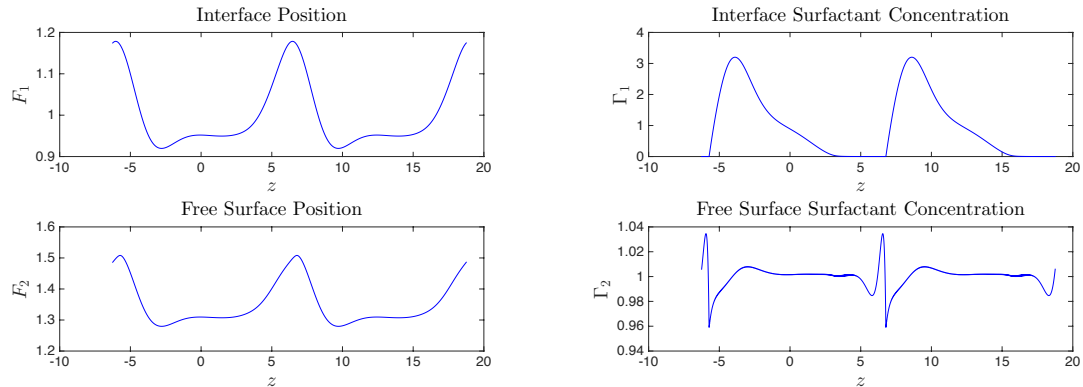 Interface Position
1.2
1.1
1
0.9
F1
-10 -5 0 5 10 15 20
z
Interface Surfactant Concentration
4
3
2
1
0
Γ1
-10 -5 0 5 10 15 20
z
Free Surface Position
1.6
1.5
1.4
1.3
1.2
F2
-10 -5 0 5 10 15 20
z
Free Surface Surfactant Concentration
1.04
1.02
1
0.98
0.96
0.94
Γ2
-10 -5 0 5 10 15 20
z